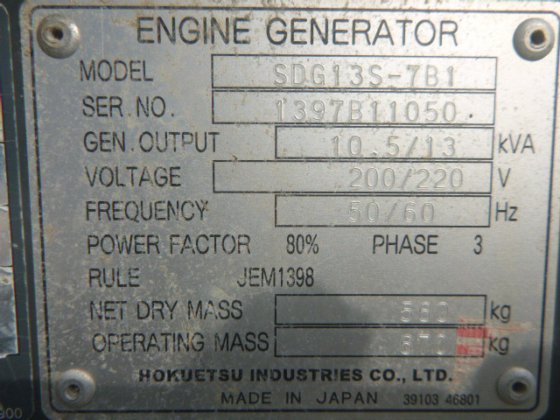 ENGINE GENERATOR
MODEL SDG13S-7B1
SER.NO. 1397B11050
GEN.OUTPUT 10.5/13 kVA
VOLTAGE 200/220 V
FREQUENCY 50/60 Hz
POWER FACTOR 80% PHASE 3
RULE JEM1398
NET DRY MASS kg
OPERATING MASS kg
HOKUETSU INDUSTRIES CO., LTD.
MADE IN JAPAN 39103 46801